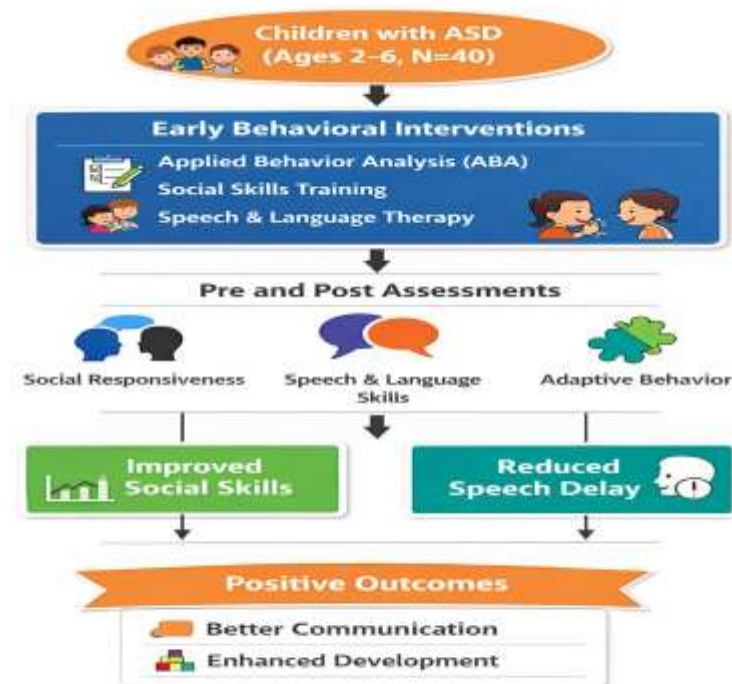 Children with ASD
(Ages 2–6, N=40)
Early Behavioral Interventions
Applied Behavior Analysis (ABA)
Social Skills Training
Speech & Language Therapy
Pre and Post Assessments
Social Responsiveness
Speech & Language
Skills
Adaptive Behavior
Improved
Social Skills
Reduced
Speech Delay
Positive Outcomes
Better Communication
Enhanced Development